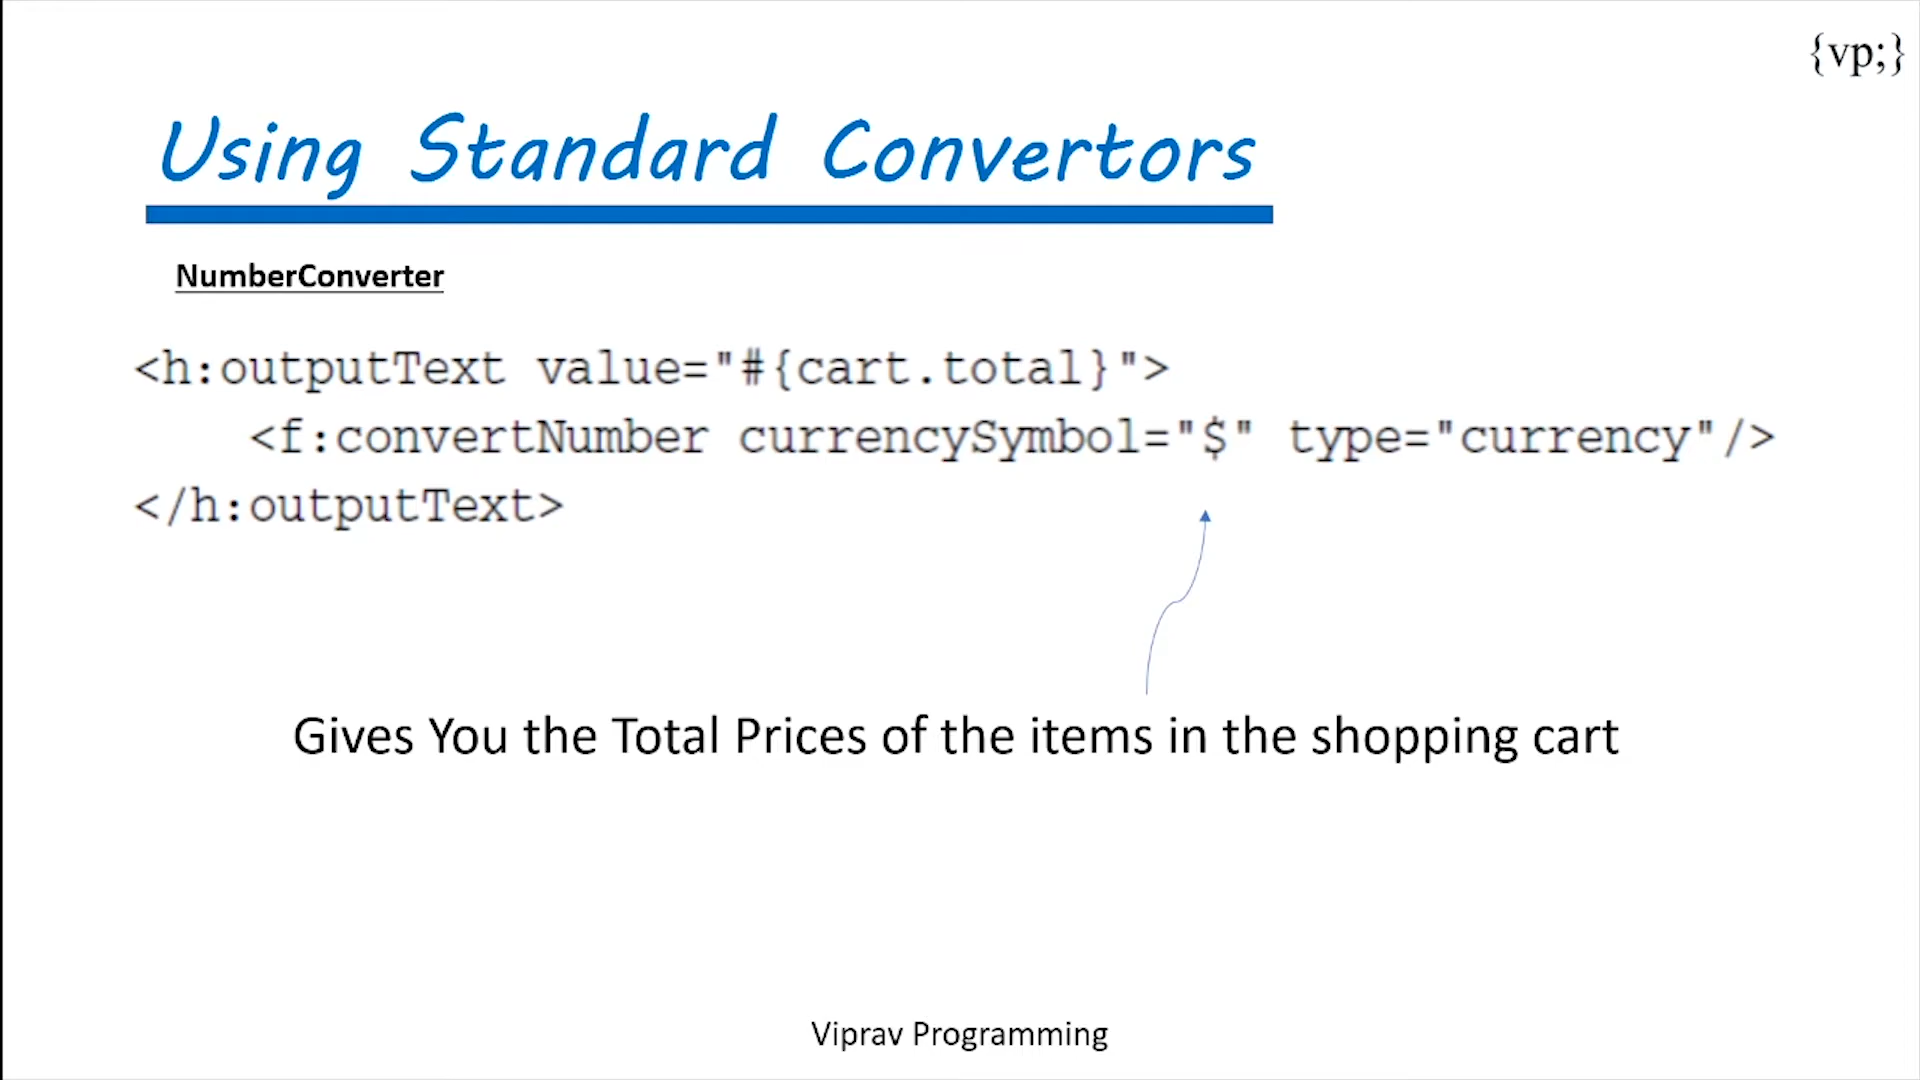 {vp;}
Using Standard Convertors
NumberConverter
<h:outputText value="#{cart.total}">
<f:convertNumber currencySymbol="$" type="currency"/>
</h:outputText>
Gives You the Total Prices of the items in the shopping cart
Viprav Programming